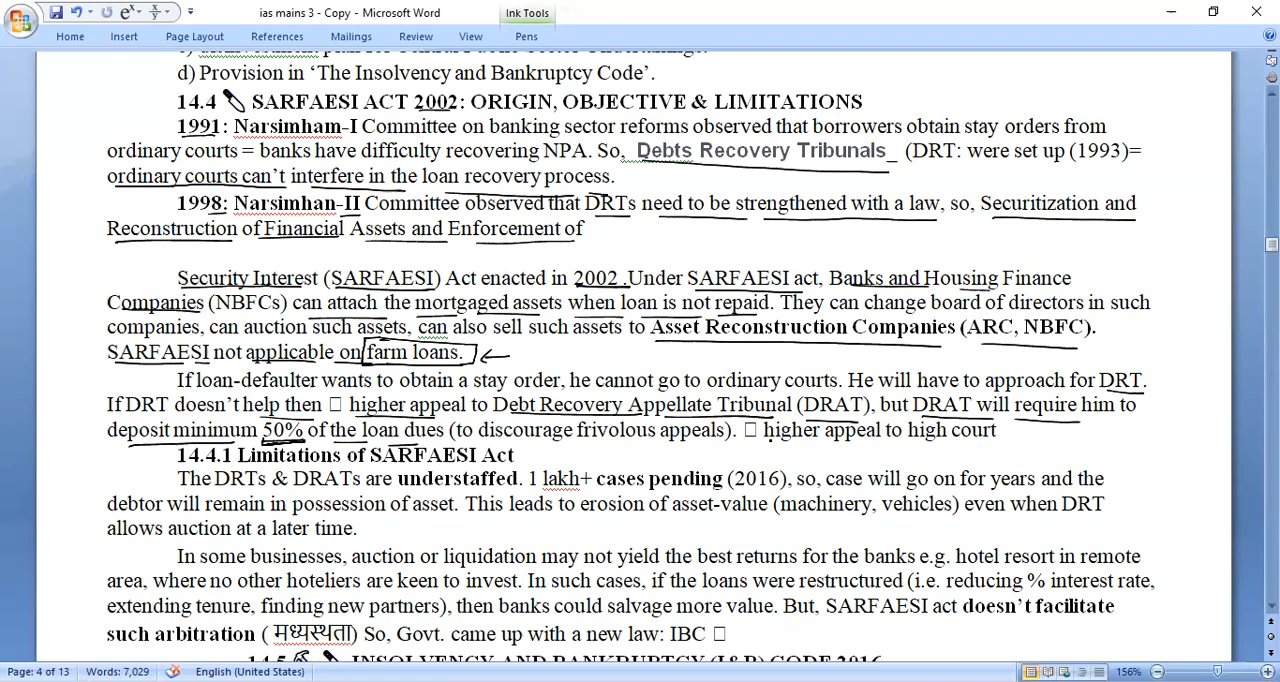 ias mains 3 - Copy - Microsoft Word
Ink Tools
Home Insert Page Layout References Mailings Review View Pens
d) Provision in ‘The Insolvency and Bankruptcy Code’.
14.4 SARFAESI ACT 2002: ORIGIN, OBJECTIVE & LIMITATIONS
1991: Narsimham-I Committee on banking sector reforms observed that borrowers obtain stay orders from
ordinary courts = banks have difficulty recovering NPA. So, Debts Recovery Tribunals (DRT: were set up (1993)=
ordinary courts can’t interfere in the loan recovery process.
1998: Narsimhan-II Committee observed that DRTs need to be strengthened with a law, so, Securitization and
Reconstruction of Financial Assets and Enforcement of
Security Interest (SARFAESI) Act enacted in 2002 .Under SARFAESI act, Banks and Housing Finance
Companies (NBFCs) can attach the mortgaged assets when loan is not repaid. They can change board of directors in such
companies, can auction such assets, can also sell such assets to Asset Reconstruction Companies (ARC, NBFC).
SARFAESI not applicable on farm loans.
If loan-defaulter wants to obtain a stay order, he cannot go to ordinary courts. He will have to approach for DRT.
If DRT doesn’t help then higher appeal to Debt Recovery Appellate Tribunal (DRAT), but DRAT will require him to
deposit minimum 50% of the loan dues (to discourage frivolous appeals). higher appeal to high court
14.4.1 Limitations of SARFAESI Act
The DRTs & DRATs are understaffed. 1 lakh+ cases pending (2016), so, case will go on for years and the
debtor will remain in possession of asset. This leads to erosion of asset-value (machinery, vehicles) even when DRT
allows auction at a later time.
In some businesses, auction or liquidation may not yield the best returns for the banks e.g. hotel resort in remote
area, where no other hoteliers are keen to invest. In such cases, if the loans were restructured (i.e. reducing % interest rate,
extending tenure, finding new partners), then banks could salvage more value. But, SARFAESI act doesn’t facilitate
such arbitration ( मध्यस्थता) So, Govt. came up with a new law: IBC
14.5 INSOLVENCY AND BANKRUPTCY (I&B) CODE 2016
Page: 4 of 13 Words: 7,029 English (United States) 156%